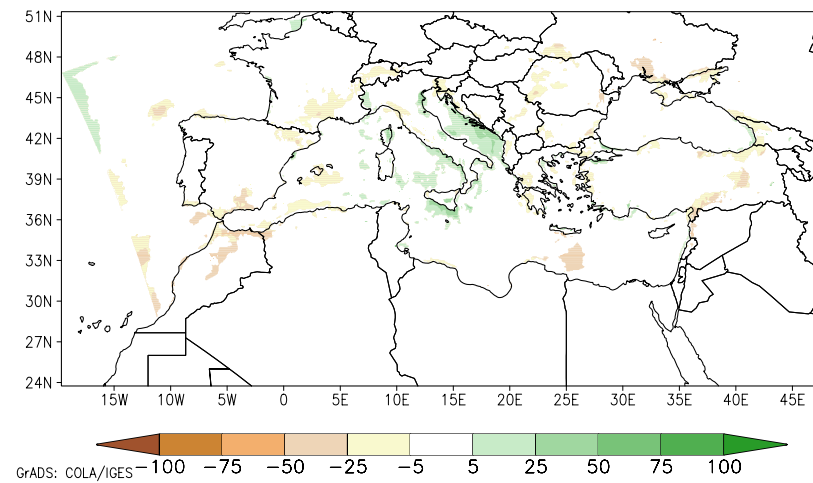 51N
48N
45N
42N
39N
36N
33N
30N
27N
24N
15W 10W 5W 0 5E 10E 15E 20E 25E 30E 35E 40E 45E
-100 -75 -50 -25 -5 5 25 50 75 100
GrADS: COLA/IGES